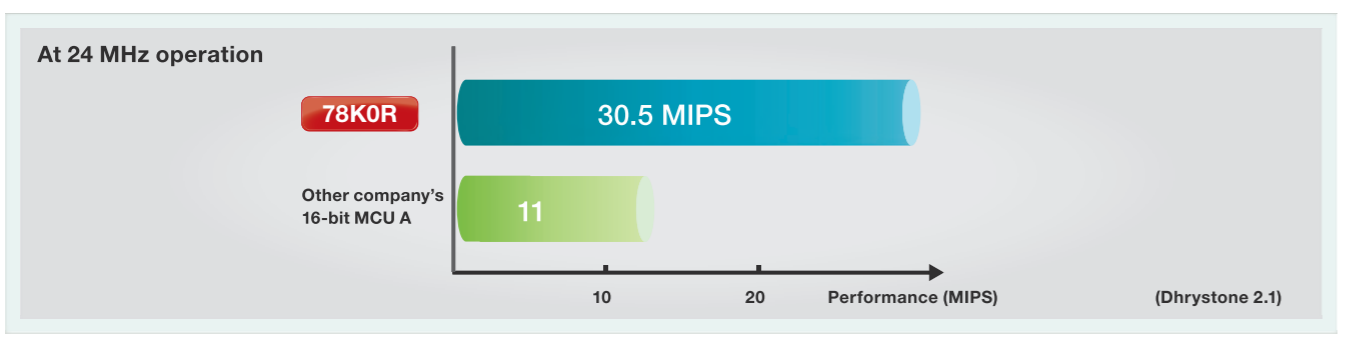 At 24 MHz operation
78K0R
30.5 MIPS
Other company's
16-bit MCU A
11
10
20
Performance (MIPS)
(Dhrystone 2.1)